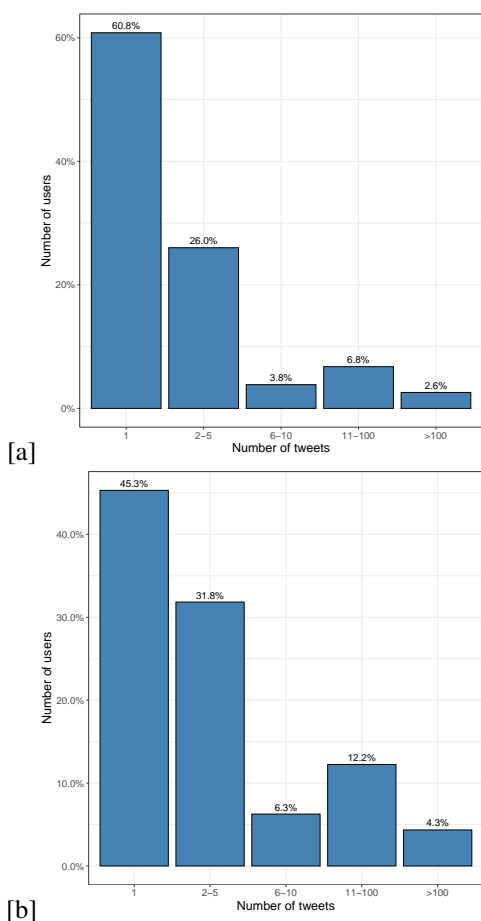 60.8%
60%
40%
Number of users
26.0%
20%
6.8%
3.8%
2.6%
0%
1 2−5 6−10 11−100 >100
Number of tweets
[a]
45.3%
40.0%
31.8%
30.0%
Number of users
20.0%
12.2%
10.0%
6.3%
4.3%
0.0%
1 2−5 6−10 11−100 >100
Number of tweets
[b]